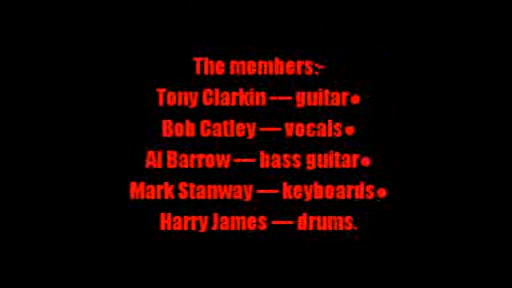 The members:-
Tony Clarkin — guitar•
Bob Catley — vocals•
Al Barrow — bass guitar•
Mark Stanway — keyboards•
Harry James — drums.